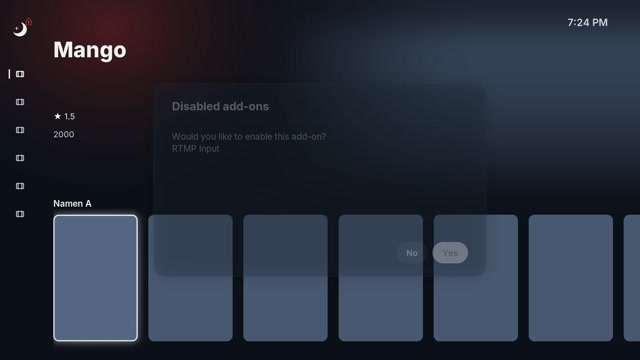 7:24 PM
Mango
Disabled add-ons
★ 1.5
2000
Would you like to enable this add-on?
RTMP Input
Namen A
No
Yes